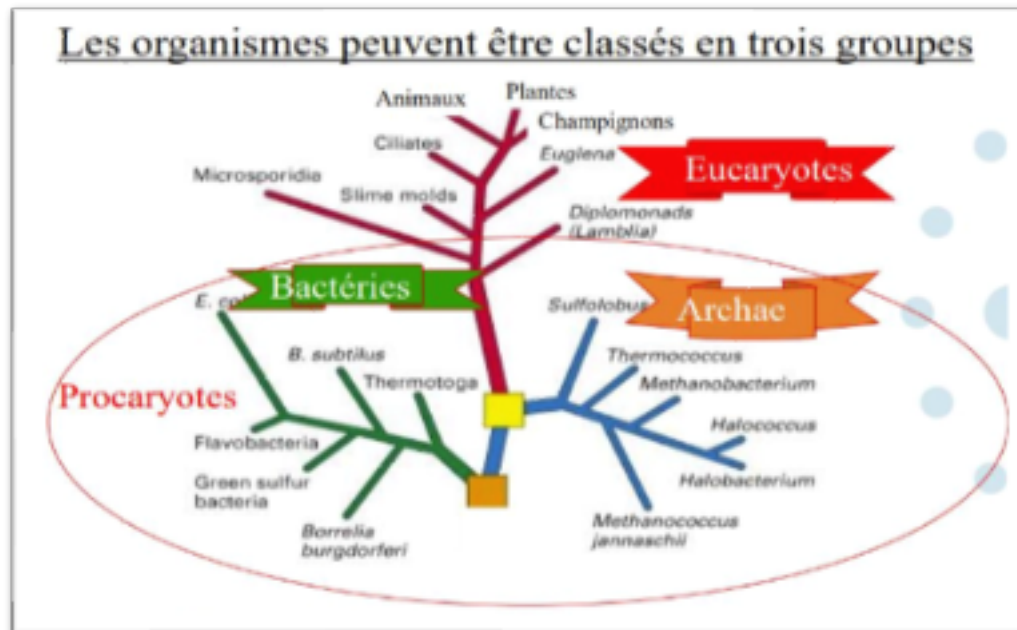 Les organismes peuvent être classés en trois groupes
Animaux
Plantes
Champignons
Ciliates
Euglena
Microsporidia
Slime molds
Diplomonads
(Lamblia)
Eucaryotes
Bactéries
E. col
Archae
Sulfolobus
B. subtilus
Thermotoga
Thermococcus
Methanobacterium
Procaryotes
Flavobacteria
Halococcus
Green sulfur
bacteria
Halobacterium
Borrelia
burgdorferi
Methanococcus
jannaschii